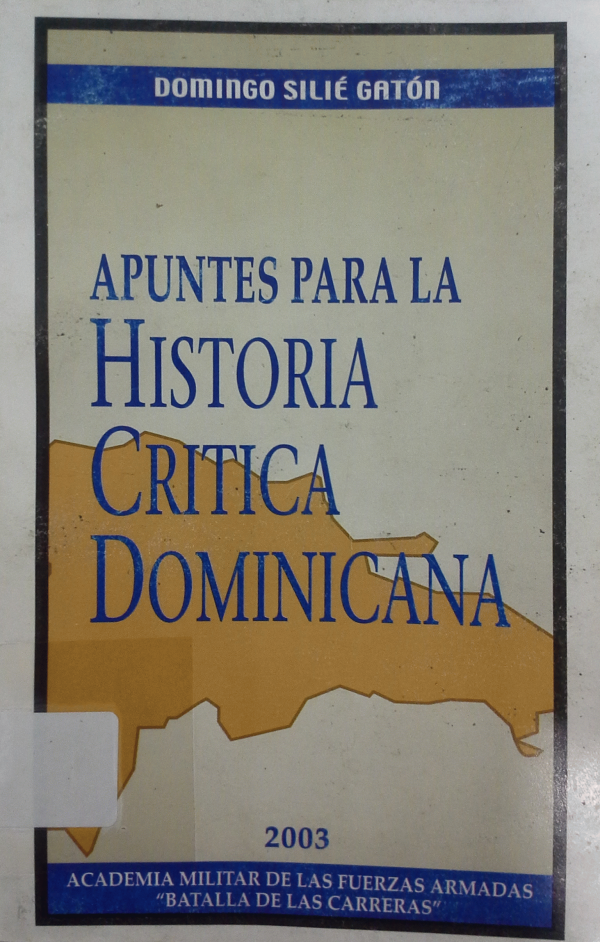 DOMINGO SILIÉ GATÓN
APUNTES PARA LA
HISTORIA
CRITICA
DOMINICANA
2003
ACADEMIA MILITAR DE LAS FUERZAS ARMADAS
“BATALLA DE LAS CARRERAS”